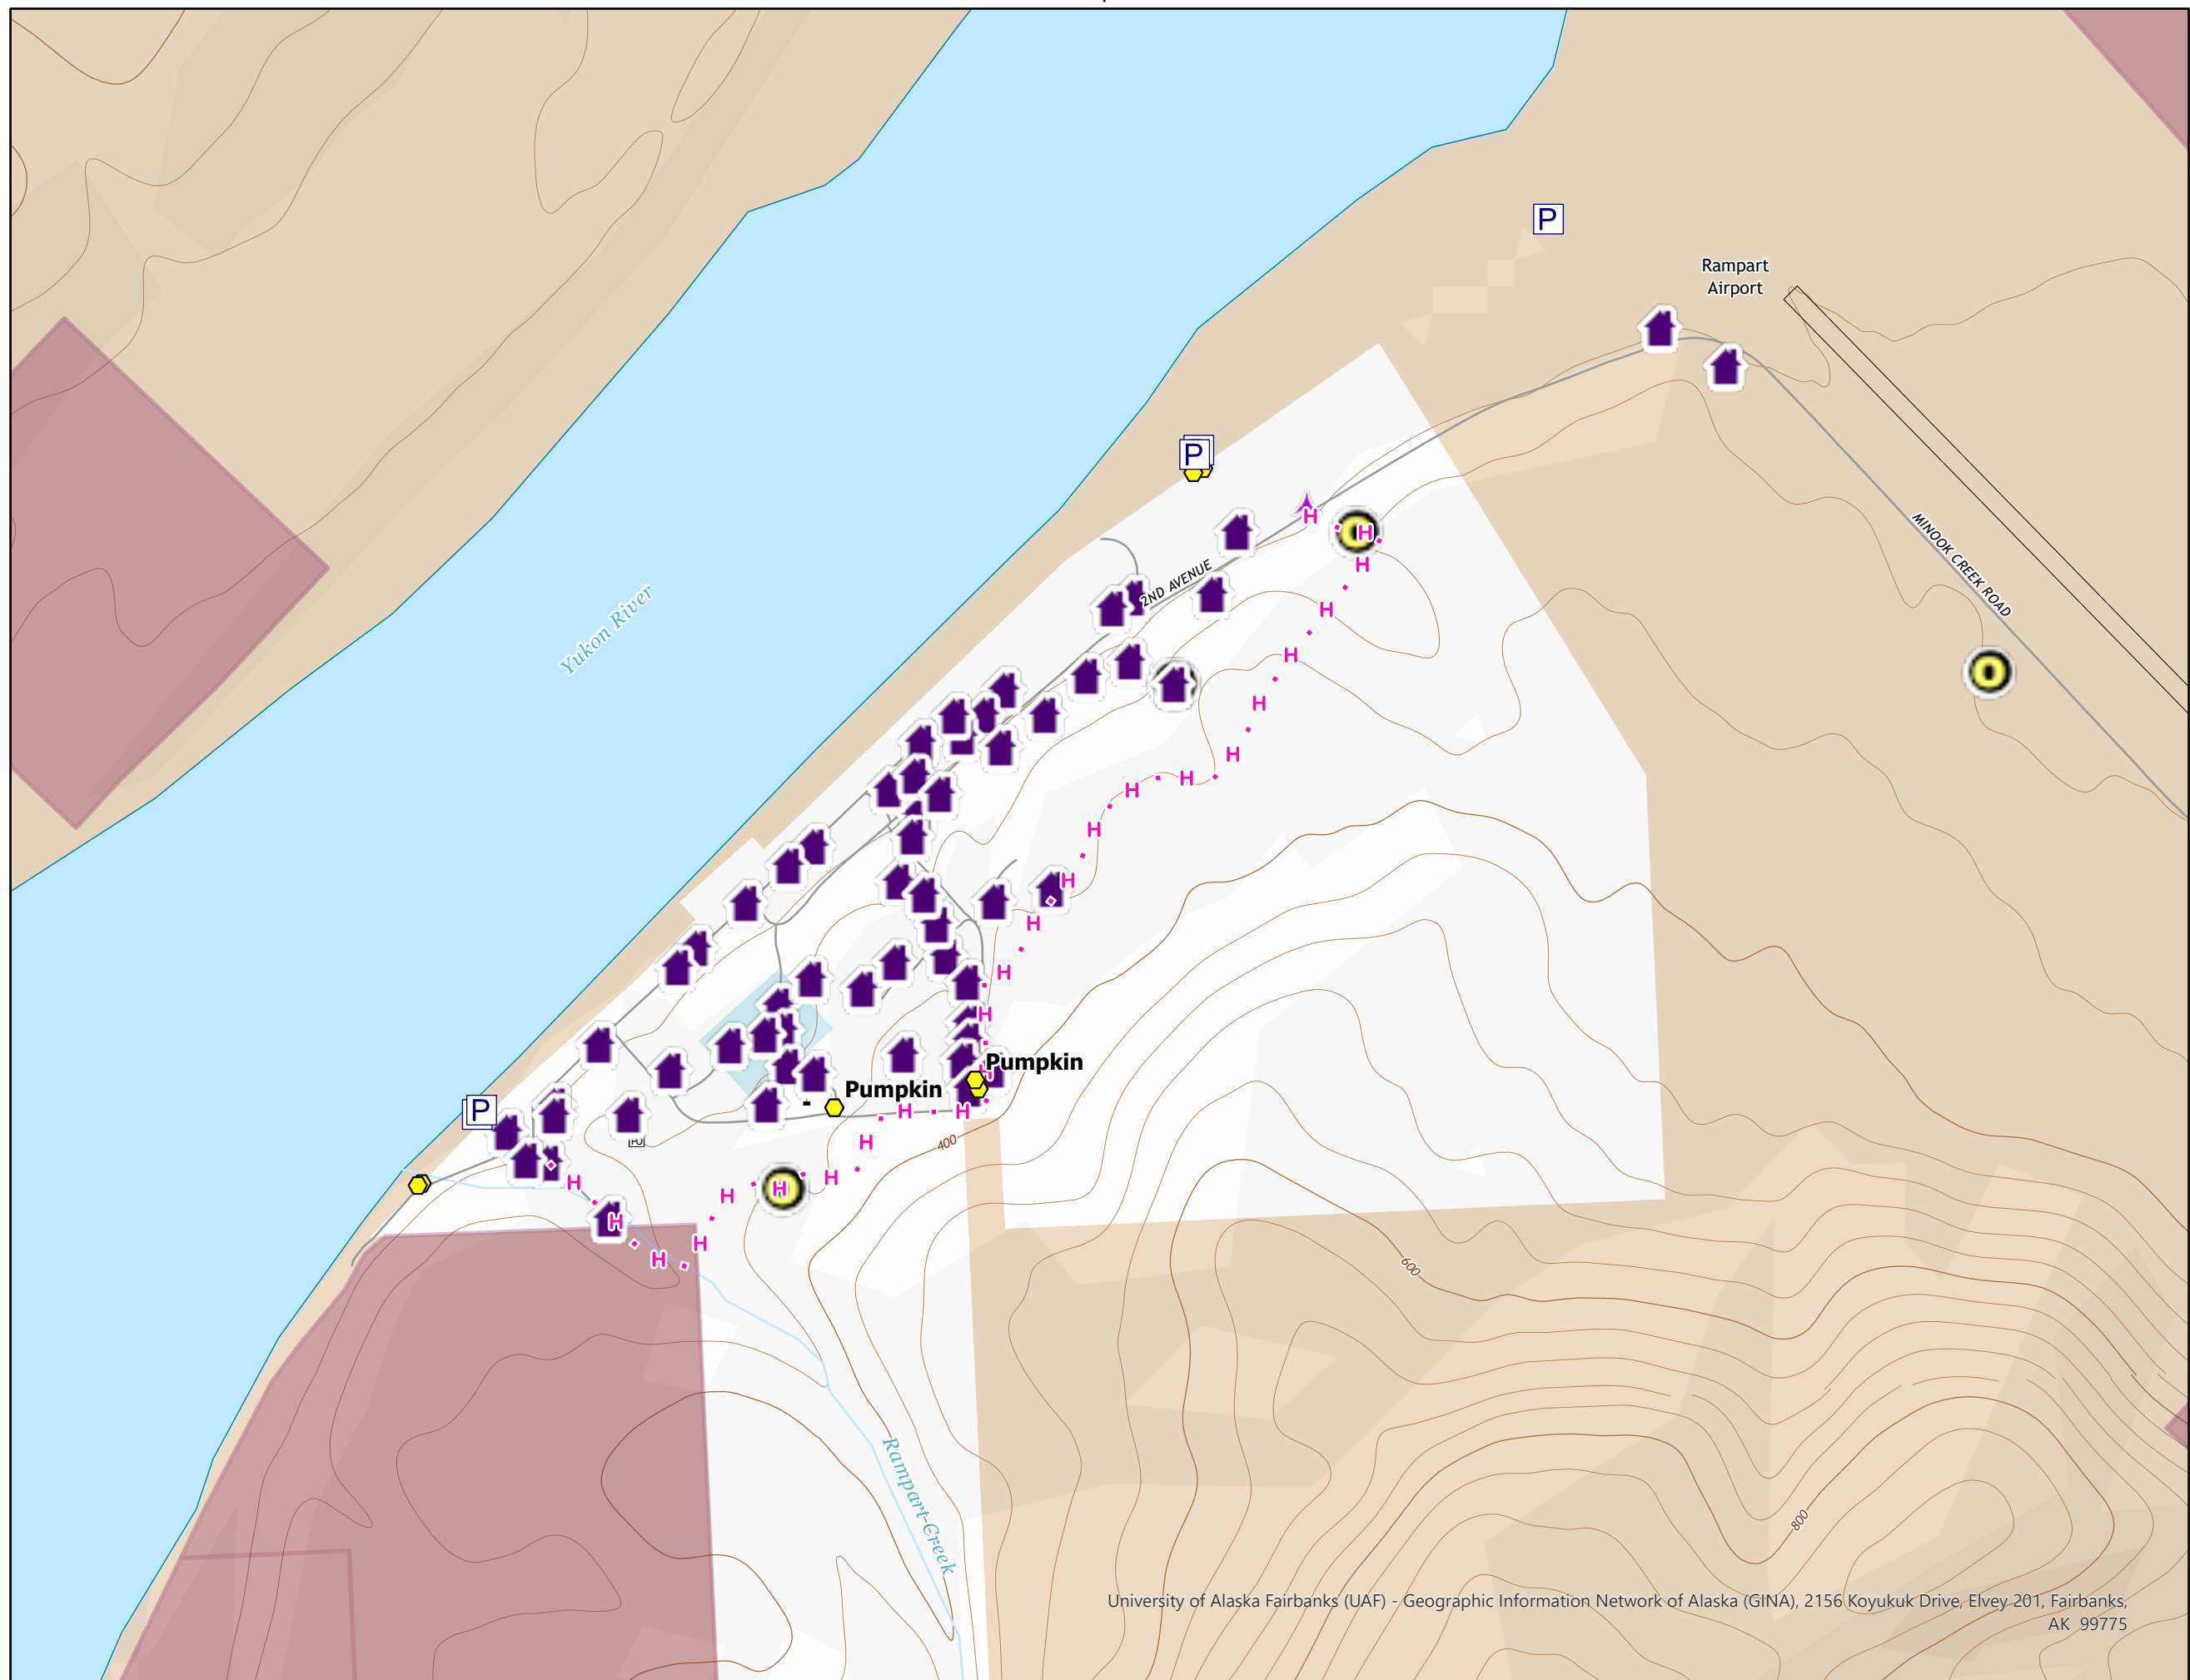 P
Rampart
Airport
P
H
H
H
2ND AVENUE
MINOOK CREEK ROAD
H
Yukon River
H
H
H
H
H
H
H
H
H
H
Pumpkin
H
Pumpkin
P
H
H
400
H
H
H
H
H
H
H
H
600
Rampart Creek
800
University of Alaska Fairbanks (UAF) - Geographic Information Network of Alaska (GINA), 2156 Koyukuk Drive, Elvey 201, Fairbanks,
AK 99775